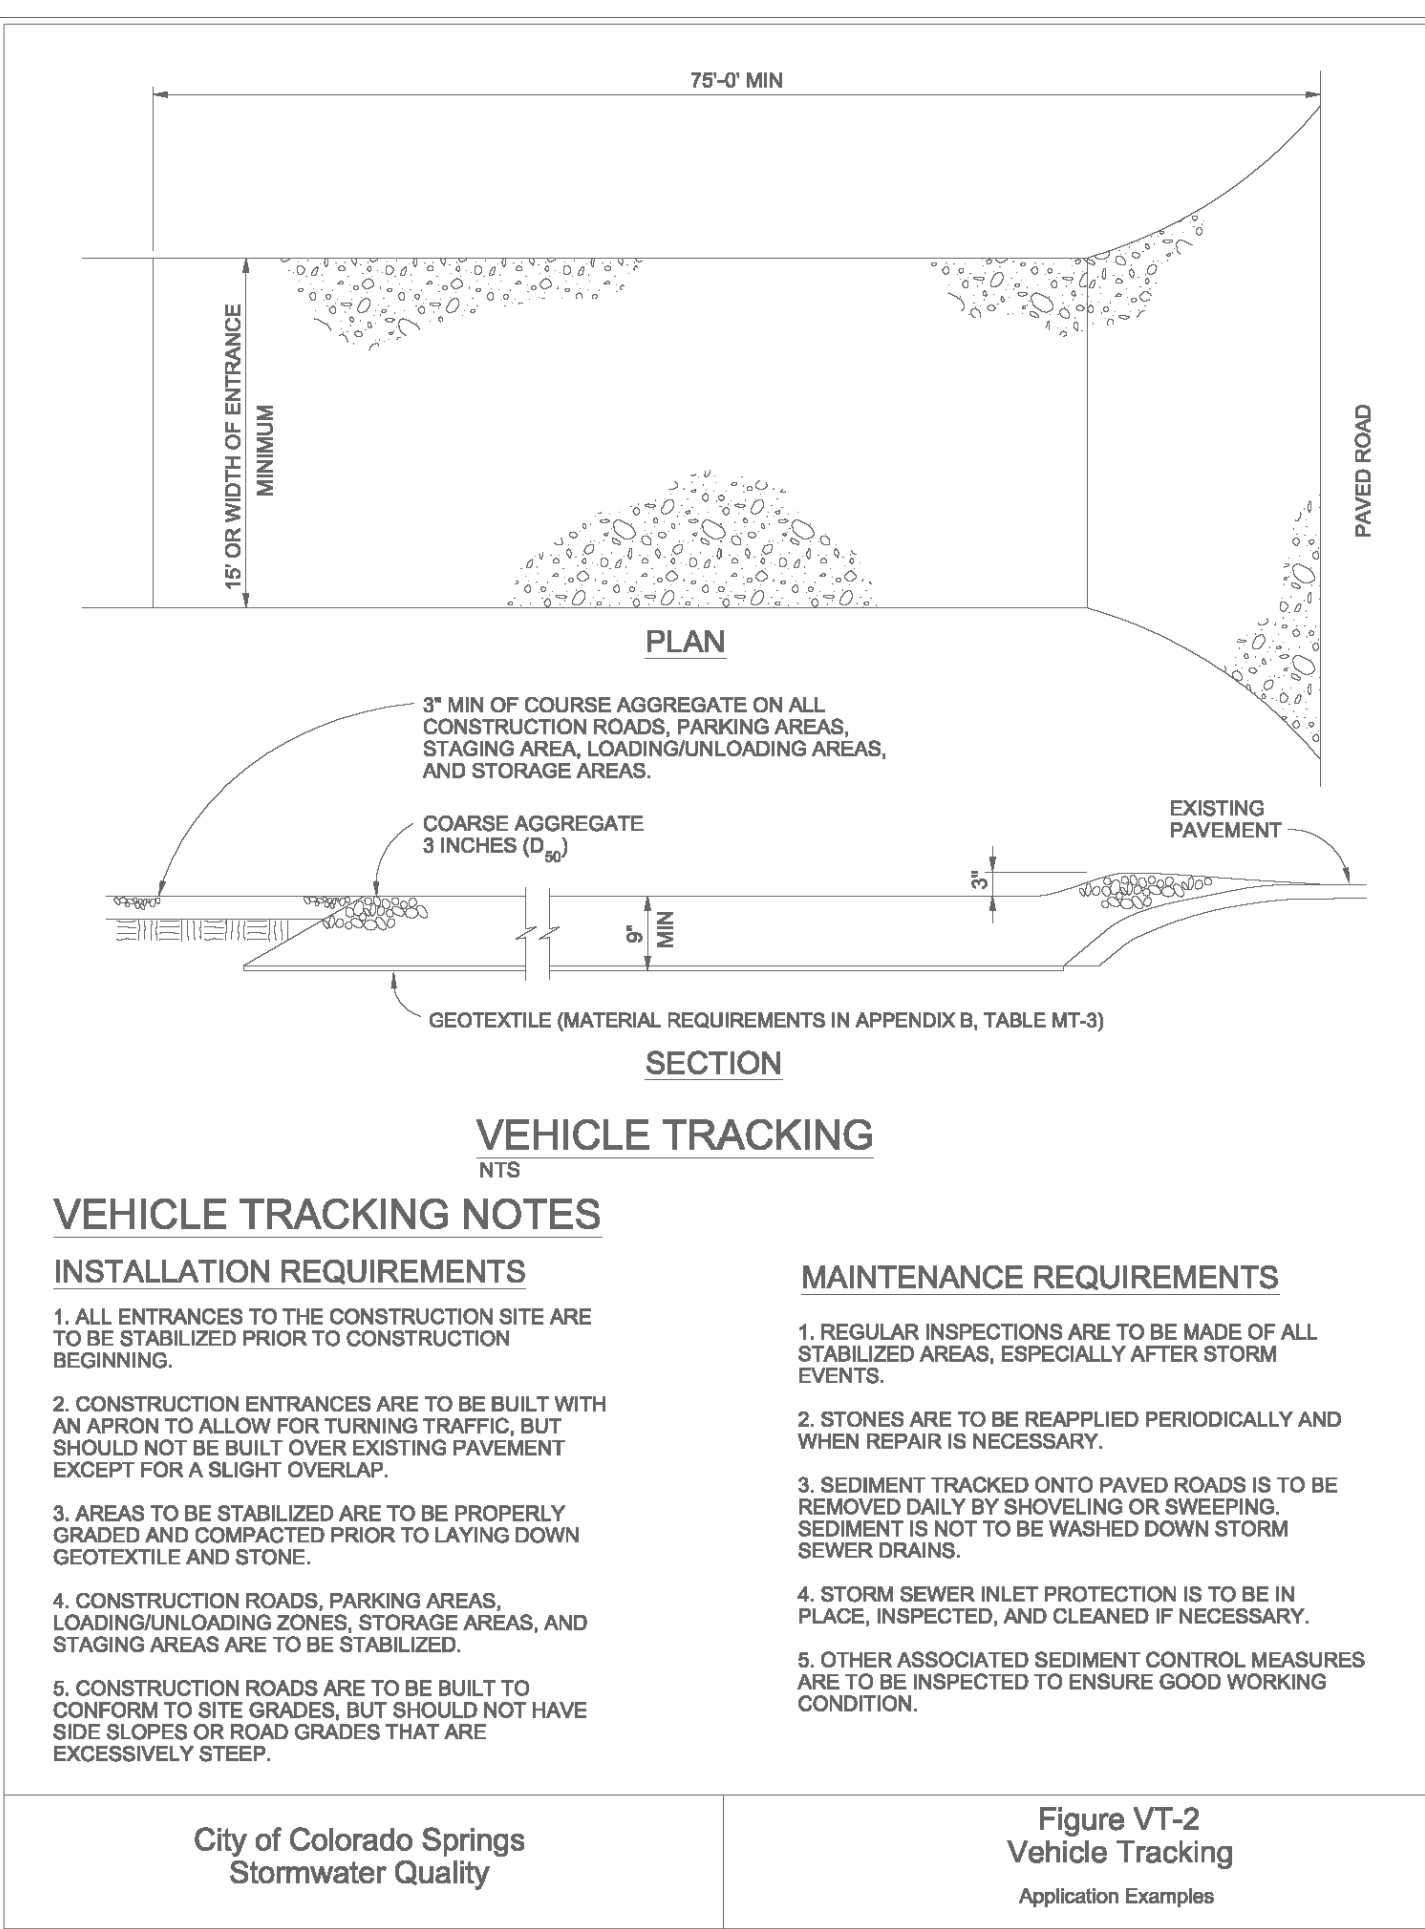 75'-0' MIN
15' OR WIDTH OF ENTRANCE
MINIMUM
PAVED ROAD
PLAN
3" MIN OF COURSE AGGREGATE ON ALL
CONSTRUCTION ROADS, PARKING AREAS,
STAGING AREA, LOADING/UNLOADING AREAS,
AND STORAGE AREAS.
COARSE AGGREGATE
3 INCHES (D50)
EXISTING
PAVEMENT
3"
9"
MIN
GEOTEXTILE (MATERIAL REQUIREMENTS IN APPENDIX B, TABLE MT-3)
SECTION
VEHICLE TRACKING
NTS
VEHICLE TRACKING NOTES
INSTALLATION REQUIREMENTS
1. ALL ENTRANCES TO THE CONSTRUCTION SITE ARE
TO BE STABILIZED PRIOR TO CONSTRUCTION
BEGINNING.
2. CONSTRUCTION ENTRANCES ARE TO BE BUILT WITH
AN APRON TO ALLOW FOR TURNING TRAFFIC, BUT
SHOULD NOT BE BUILT OVER EXISTING PAVEMENT
EXCEPT FOR A SLIGHT OVERLAP.
3. AREAS TO BE STABILIZED ARE TO BE PROPERLY
GRADED AND COMPACTED PRIOR TO LAYING DOWN
GEOTEXTILE AND STONE.
4. CONSTRUCTION ROADS, PARKING AREAS,
LOADING/UNLOADING ZONES, STORAGE AREAS, AND
STAGING AREAS ARE TO BE STABILIZED.
5. CONSTRUCTION ROADS ARE TO BE BUILT TO
CONFORM TO SITE GRADES, BUT SHOULD NOT HAVE
SIDE SLOPES OR ROAD GRADES THAT ARE
EXCESSIVELY STEEP.
MAINTENANCE REQUIREMENTS
1. REGULAR INSPECTIONS ARE TO BE MADE OF ALL
STABILIZED AREAS, ESPECIALLY AFTER STORM
EVENTS.
2. STONES ARE TO BE REAPPLIED PERIODICALLY AND
WHEN REPAIR IS NECESSARY.
3. SEDIMENT TRACKED ONTO PAVED ROADS IS TO BE
REMOVED DAILY BY SHOVELING OR SWEEPING.
SEDIMENT IS NOT TO BE WASHED DOWN STORM
SEWER DRAINS.
4. STORM SEWER INLET PROTECTION IS TO BE IN
PLACE, INSPECTED, AND CLEANED IF NECESSARY.
5. OTHER ASSOCIATED SEDIMENT CONTROL MEASURES
ARE TO BE INSPECTED TO ENSURE GOOD WORKING
CONDITION.
City of Colorado Springs
Stormwater Quality
Figure VT-2
Vehicle Tracking
Application Examples